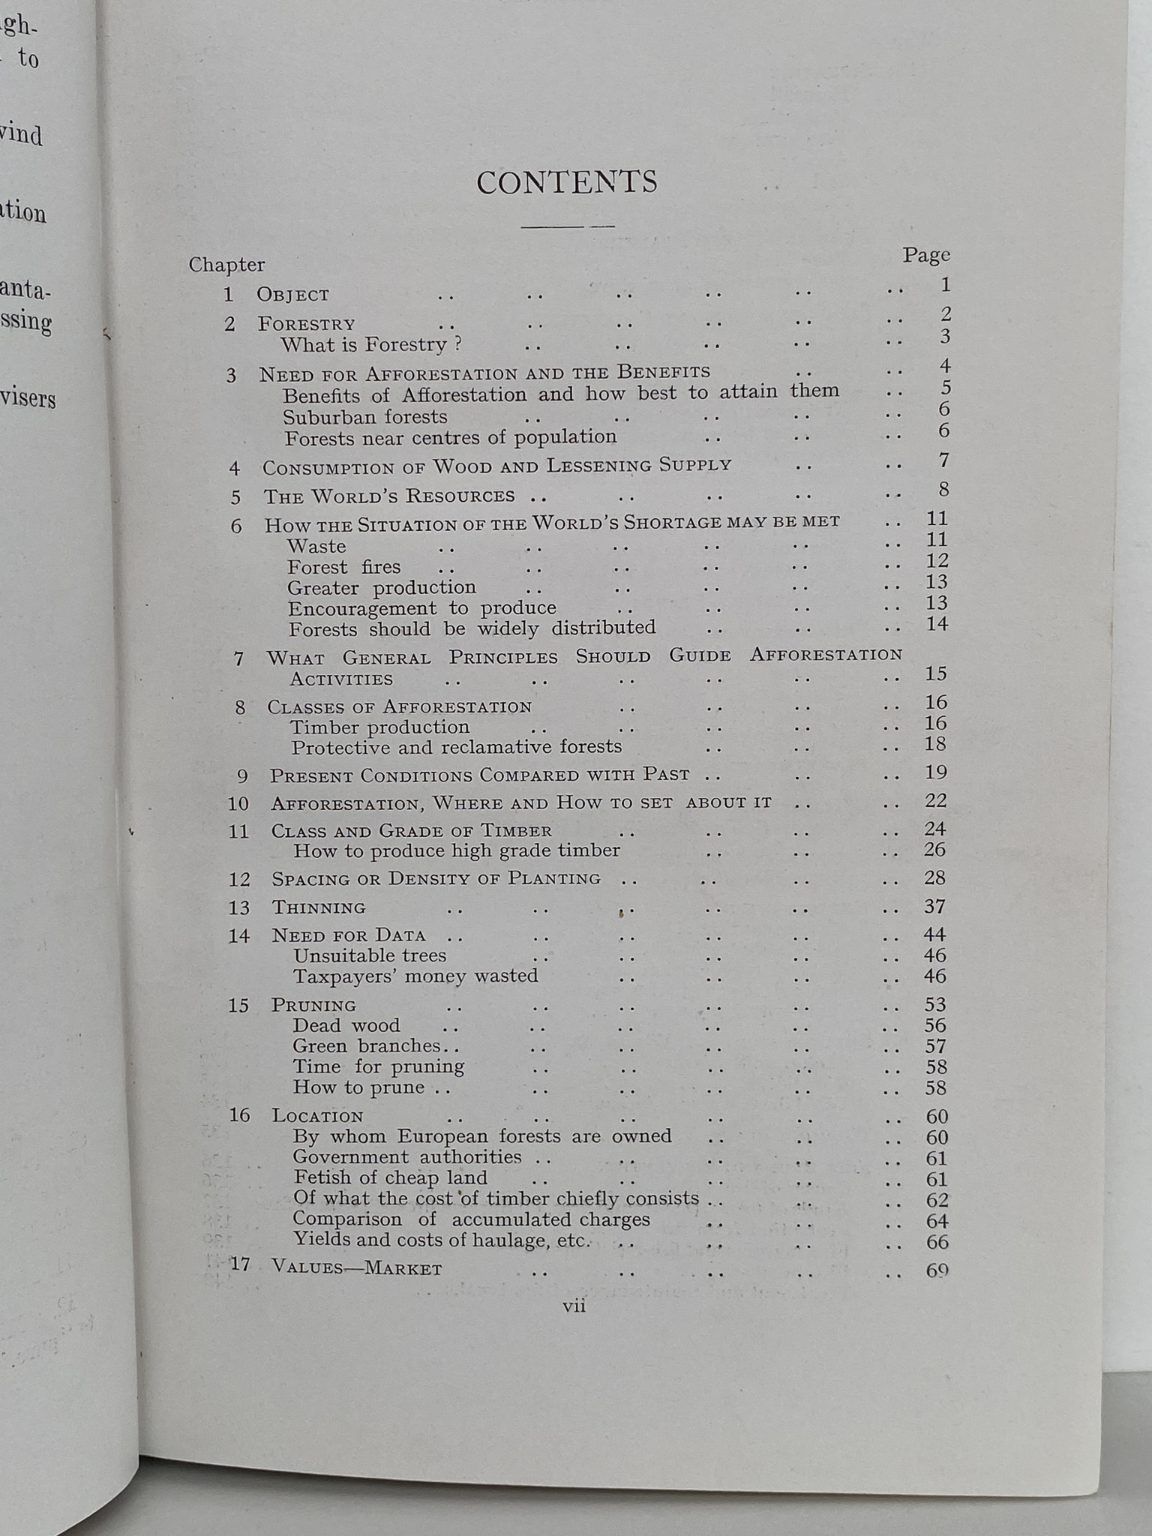 to
CONTENTS
Chapter Page
1 OBJECT .. .. .. .. .. .. 1
2 FORESTRY .. .. .. .. .. .. 2
What is Forestry ? .. .. .. .. .. 3
3 NEED FOR AFFORESTATION AND THE BENEFITS .. .. 4
Benefits of Afforestation and how best to attain them .. 5
Suburban forests .. .. .. .. .. 6
Forests near centres of population .. .. .. 6
4 CONSUMPTION OF WOOD AND LESSENING SUPPLY .. .. 7
5 THE WORLD'S RESOURCES .. .. .. .. .. 8
6 HOW THE SITUATION OF THE WORLD'S SHORTAGE MAY BE MET .. 11
Waste .. .. .. .. .. .. 11
Forest fires .. .. .. .. .. .. 12
Greater production .. .. .. .. .. 13
Encouragement to produce .. .. .. .. 13
Forests should be widely distributed .. .. .. 14
7 WHAT GENERAL PRINCIPLES SHOULD GUIDE AFFORESTATION
ACTIVITIES .. .. .. .. .. .. 15
8 CLASSES OF AFFORESTATION .. .. .. .. 16
Timber production .. .. .. .. .. 16
Protective and reclamative forests .. .. .. 18
9 PRESENT CONDITIONS COMPARED WITH PAST .. .. .. 19
10 AFFORESTATION, WHERE AND HOW TO SET ABOUT IT .. .. 22
11 CLASS AND GRADE OF TIMBER .. .. .. .. 24
How to produce high grade timber .. .. .. 26
12 SPACING OR DENSITY OF PLANTING .. .. .. .. 28
13 THINNING .. .. .. .. .. .. 37
14 NEED FOR DATA .. .. .. .. .. .. 44
Unsuitable trees .. .. .. .. .. 46
Taxpayers' money wasted .. .. .. .. 46
15 PRUNING .. .. .. .. .. .. 53
Dead wood .. .. .. .. .. .. 56
Green branches .. .. .. .. .. .. 57
Time for pruning .. .. .. .. .. 58
How to prune .. .. .. .. .. .. 58
16 LOCATION .. .. .. .. .. .. 60
By whom European forests are owned .. .. .. 60
Government authorities .. .. .. .. .. 61
Fetish of cheap land .. .. .. .. .. 61
Of what the cost of timber chiefly consists .. .. .. 62
Comparison of accumulated charges .. .. .. 64
Yields and costs of haulage, etc. .. .. .. .. 66
17 VALUES—MARKET .. .. .. .. .. 69
vii